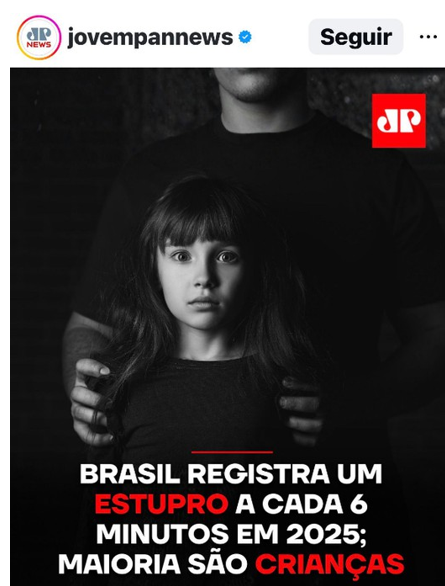 JP
NEWS
jovempannews
Seguir
JP
BRASIL REGISTRA UM
ESTUPRO A CADA 6
MINUTOS EM 2025;
MAIORIA SÃO CRIANÇAS